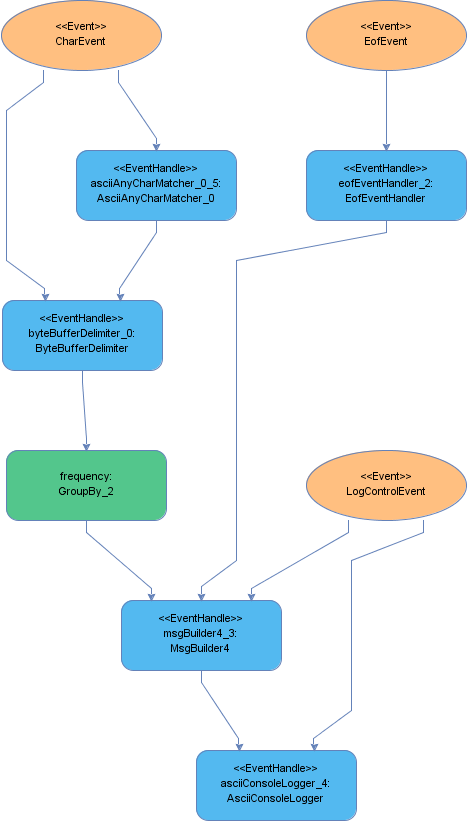 <<Event>>
CharEvent
<<Event>>
EofEvent
<<EventHandle>>
asciiAnyCharMatcher_0_5:
AsciiAnyCharMatcher_0
<<EventHandle>>
eofEventHandler_2:
EofEventHandler
<<EventHandle>>
byteBufferDelimiter_0:
ByteBufferDelimiter
frequency:
GroupBy_2
<<Event>>
LogControlEvent
<<EventHandle>>
msgBuilder4_3:
MsgBuilder4
<<EventHandle>>
asciiConsoleLogger_4:
AsciiConsoleLogger